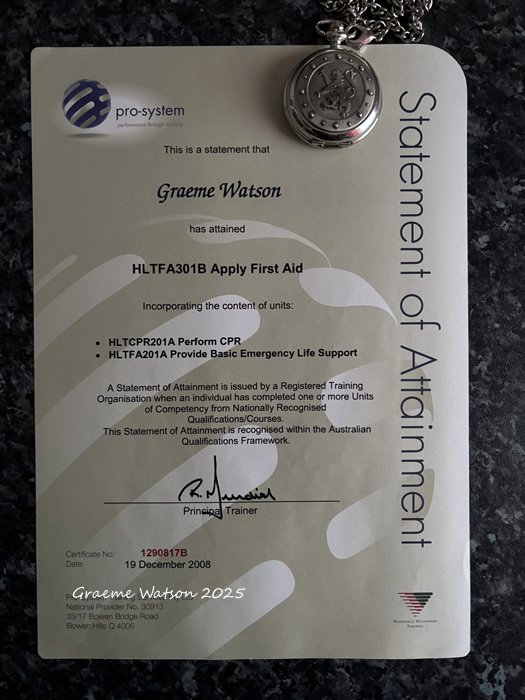 pro-system
performance through training
This is a statement that
Graeme Watson
has attained
HLTFA301B Apply First Aid
Incorporating the content of units:
• HLTCPR201A Perform CPR
• HLTFA201A Provide Basic Emergency Life Support
A Statement of Attainment is issued by a Registered Training
Organisation when an individual has completed one or more Units
of Competency from Nationally Recognised
Qualifications/Courses.
This Statement of Attainment is recognised within the Australian
Qualifications Framework.
Principal Trainer
Certificate No: 1290817B
Date: 19 December 2008
Graeme Watson 2025
National Provider No. 30913
33/17 Bowen Bridge Road
Bowen Hills Q 4006
Statement of Attainment
NATIONALLY RECOGNISED
TRAINING